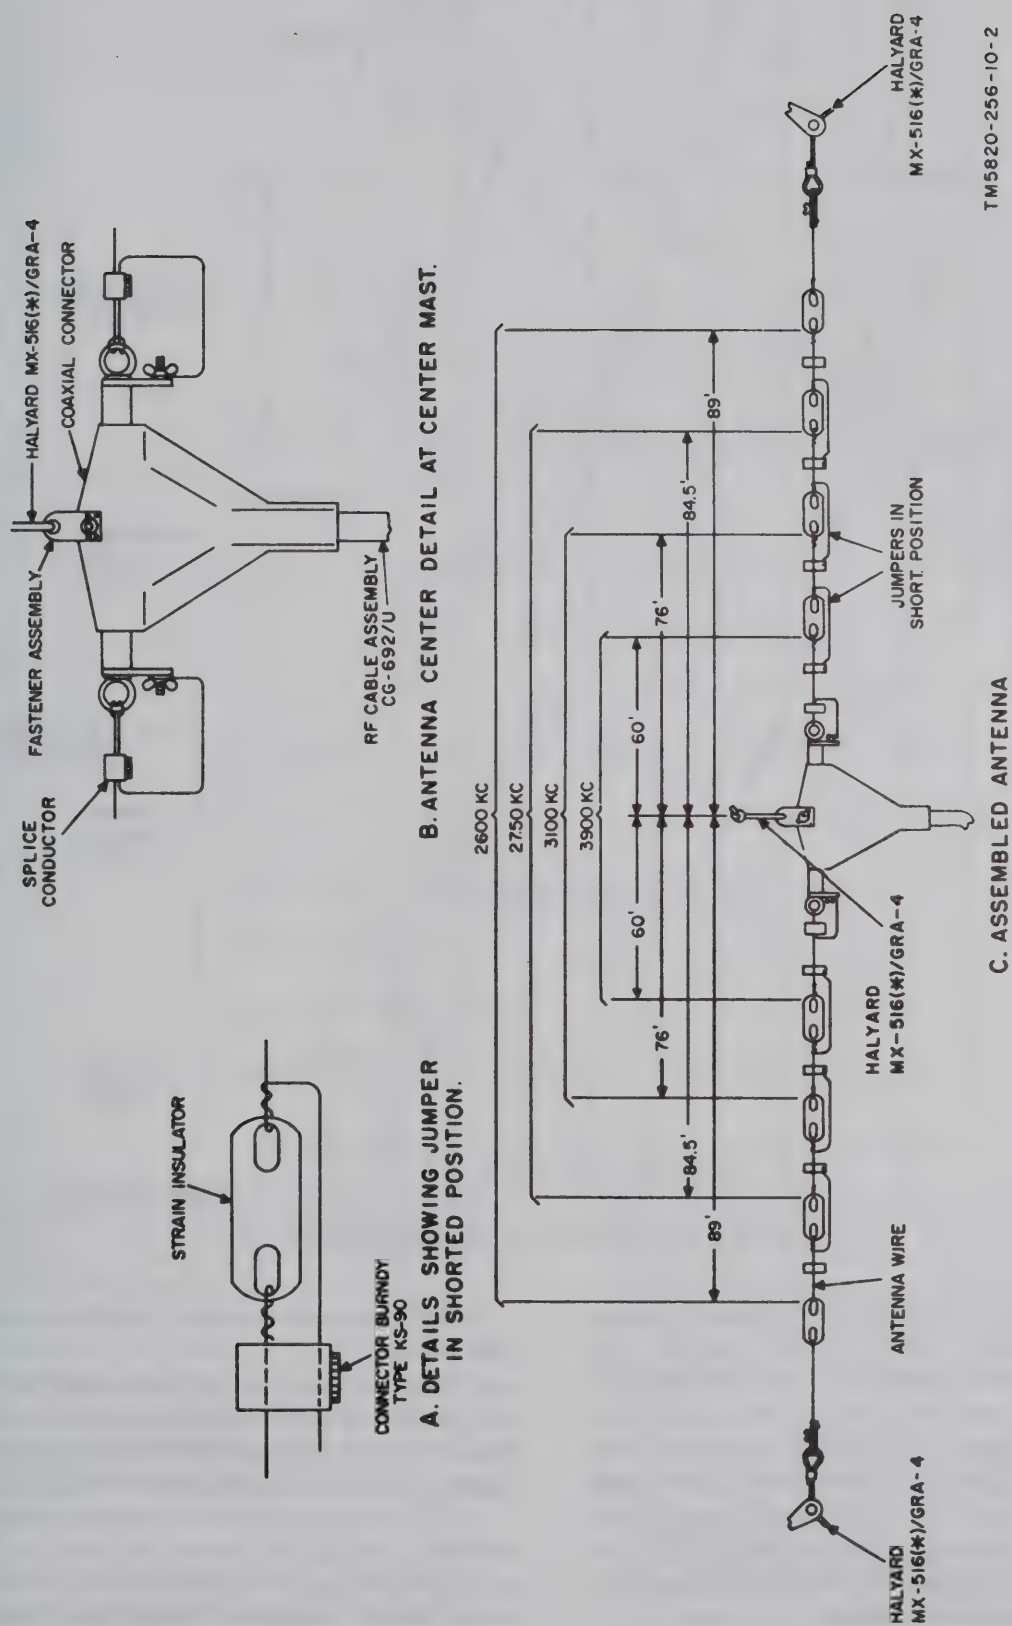 STRAIN INSULATOR
CONNECTOR BURNDY
TYPE KS-90
A. DETAILS SHOWING JUMPER
IN SHORTED POSITION.
SPLICE
CONDUCTOR
FASTENER ASSEMBLY
HALYARD MX-516(*)/GRA-4
COAXIAL CONNECTOR
RF CABLE ASSEMBLY
CG-692/U
B. ANTENNA CENTER DETAIL AT CENTER MAST.
2600 KC
2750 KC
3100 KC
3900 KC
60'
60'
76'
76'
84.5'
84.5'
89'
89'
HALYARD
MX-516(*)/GRA-4
ANTENNA WIRE
HALYARD
MX-516(*)/GRA-4
JUMPERS IN
SHORT. POSITION
HALYARD
MX-516(*)/GRA-4
C. ASSEMBLED ANTENNA
TM5820-256-10-2